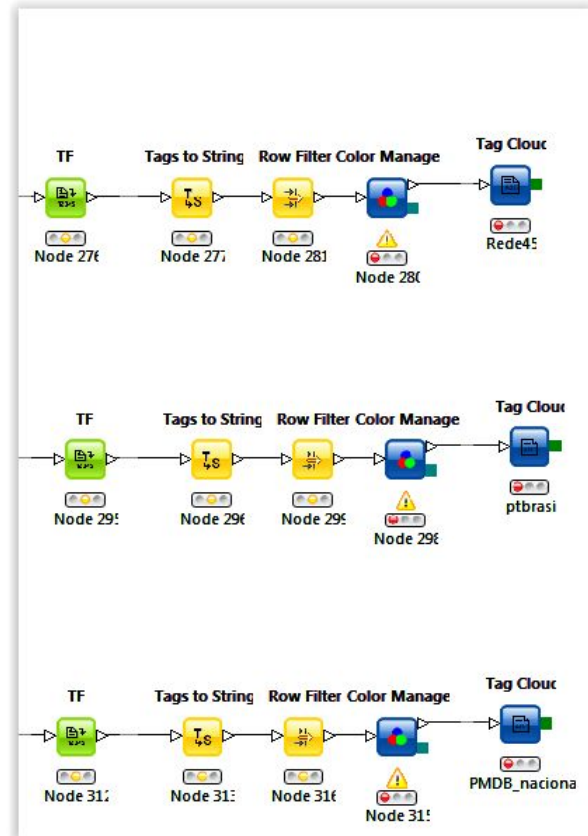 TF Tags to String Row Filter Color Manage Tag Clouc
Node 276 Node 277 Node 281 Node 280 Rede45
TF Tags to String Row Filter Color Manage Tag Clouc
Node 295 Node 296 Node 299 Node 298 ptbrasi
TF Tags to String Row Filter Color Manage Tag Clouc
Node 312 Node 313 Node 316 Node 315 PMDB_naciona